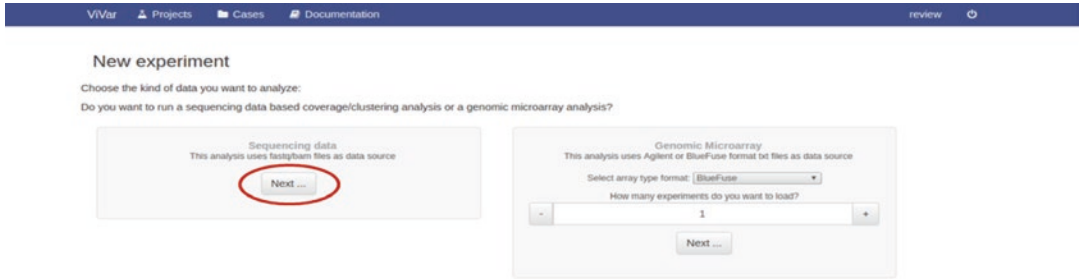 ViVar Projects Cases Documentation review
New experiment
Choose the kind of data you want to analyze:
Do you want to run a sequencing data based coverage/clustering analysis or a genomic microarray analysis?
Sequencing data
This analysis uses fastq/bam files as data source
Next ...
Genomic Microarray
This analysis uses Agilent or BlueFuse format txt files as data source
Select array type format: BlueFuse
How many experiments do you want to load?
- 1 +
Next ...